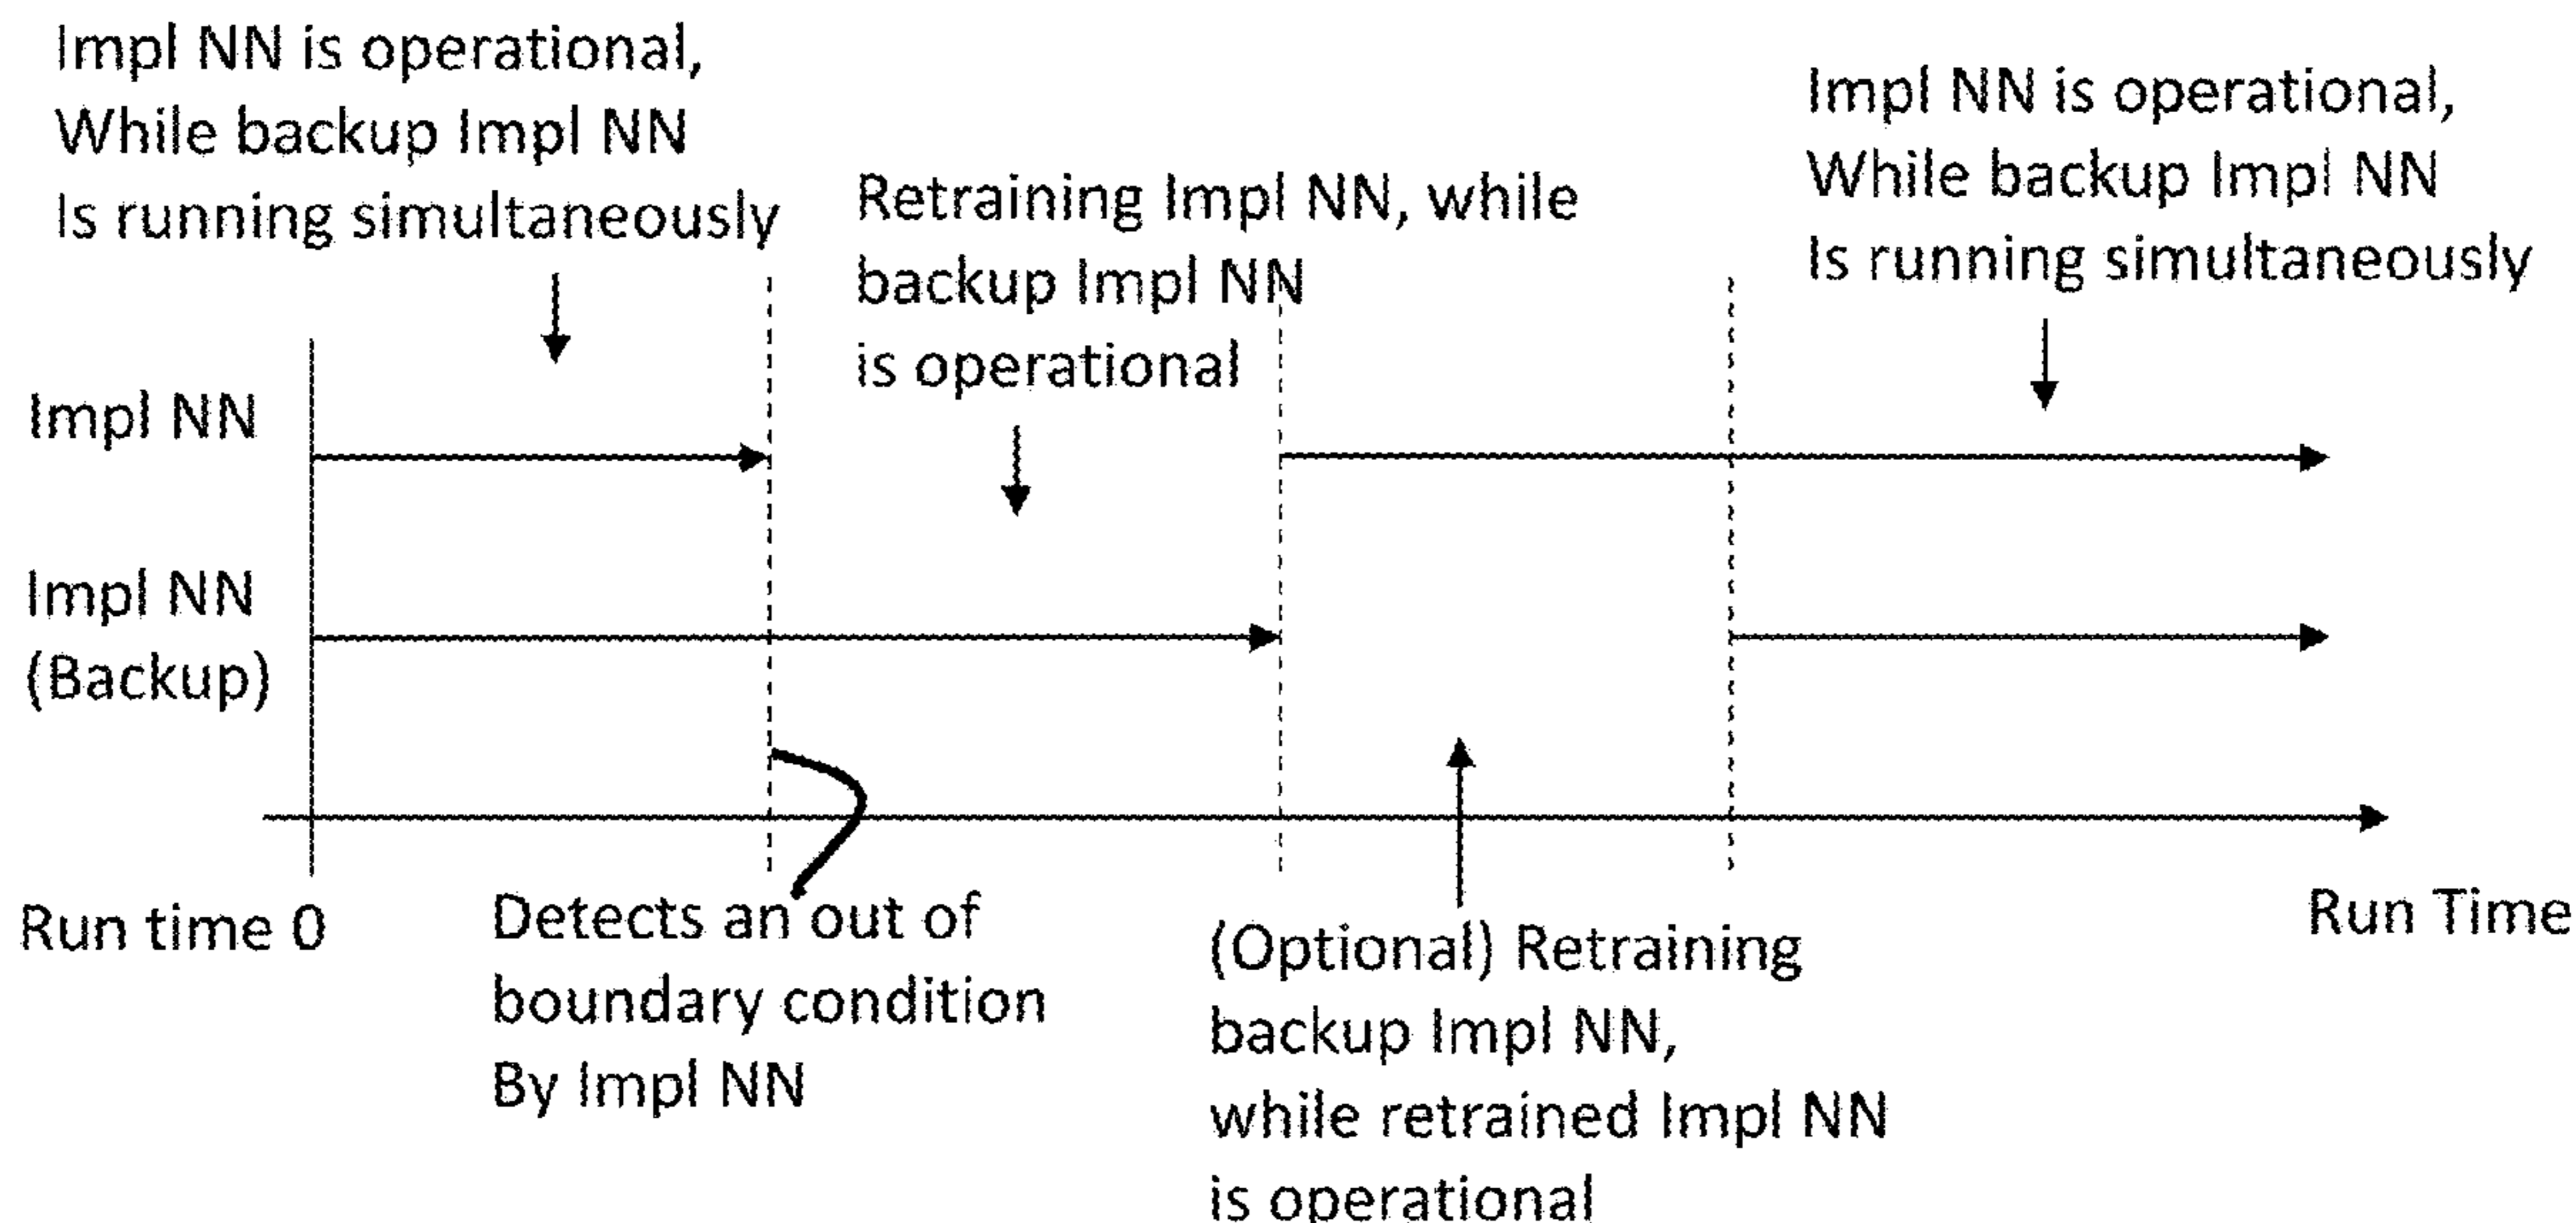 Impl NN is operational,
While backup Impl NN
Is running simultaneously
Retraining Impl NN, while
backup Impl NN
is operational
Impl NN is operational,
While backup Impl NN
Is running simultaneously
Impl NN
Impl NN
(Backup)
Run time 0
Detects an out of
boundary condition
By Impl NN
(Optional) Retraining
backup Impl NN,
while retrained Impl NN
is operational
Run Time